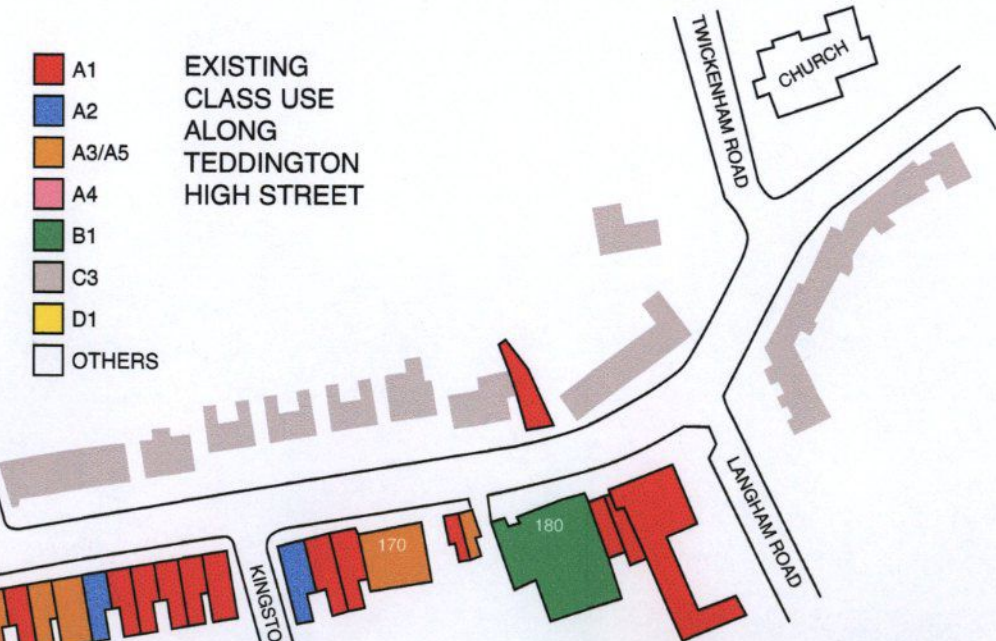 A1
A2
A3/A5
A4
B1
C3
D1
OTHERS
EXISTING
CLASS USE
ALONG
TEDDINGTON
HIGH STREET
TWICKENHAM ROAD
CHURCH
LANGHAM ROAD
KINGSTO
170
180